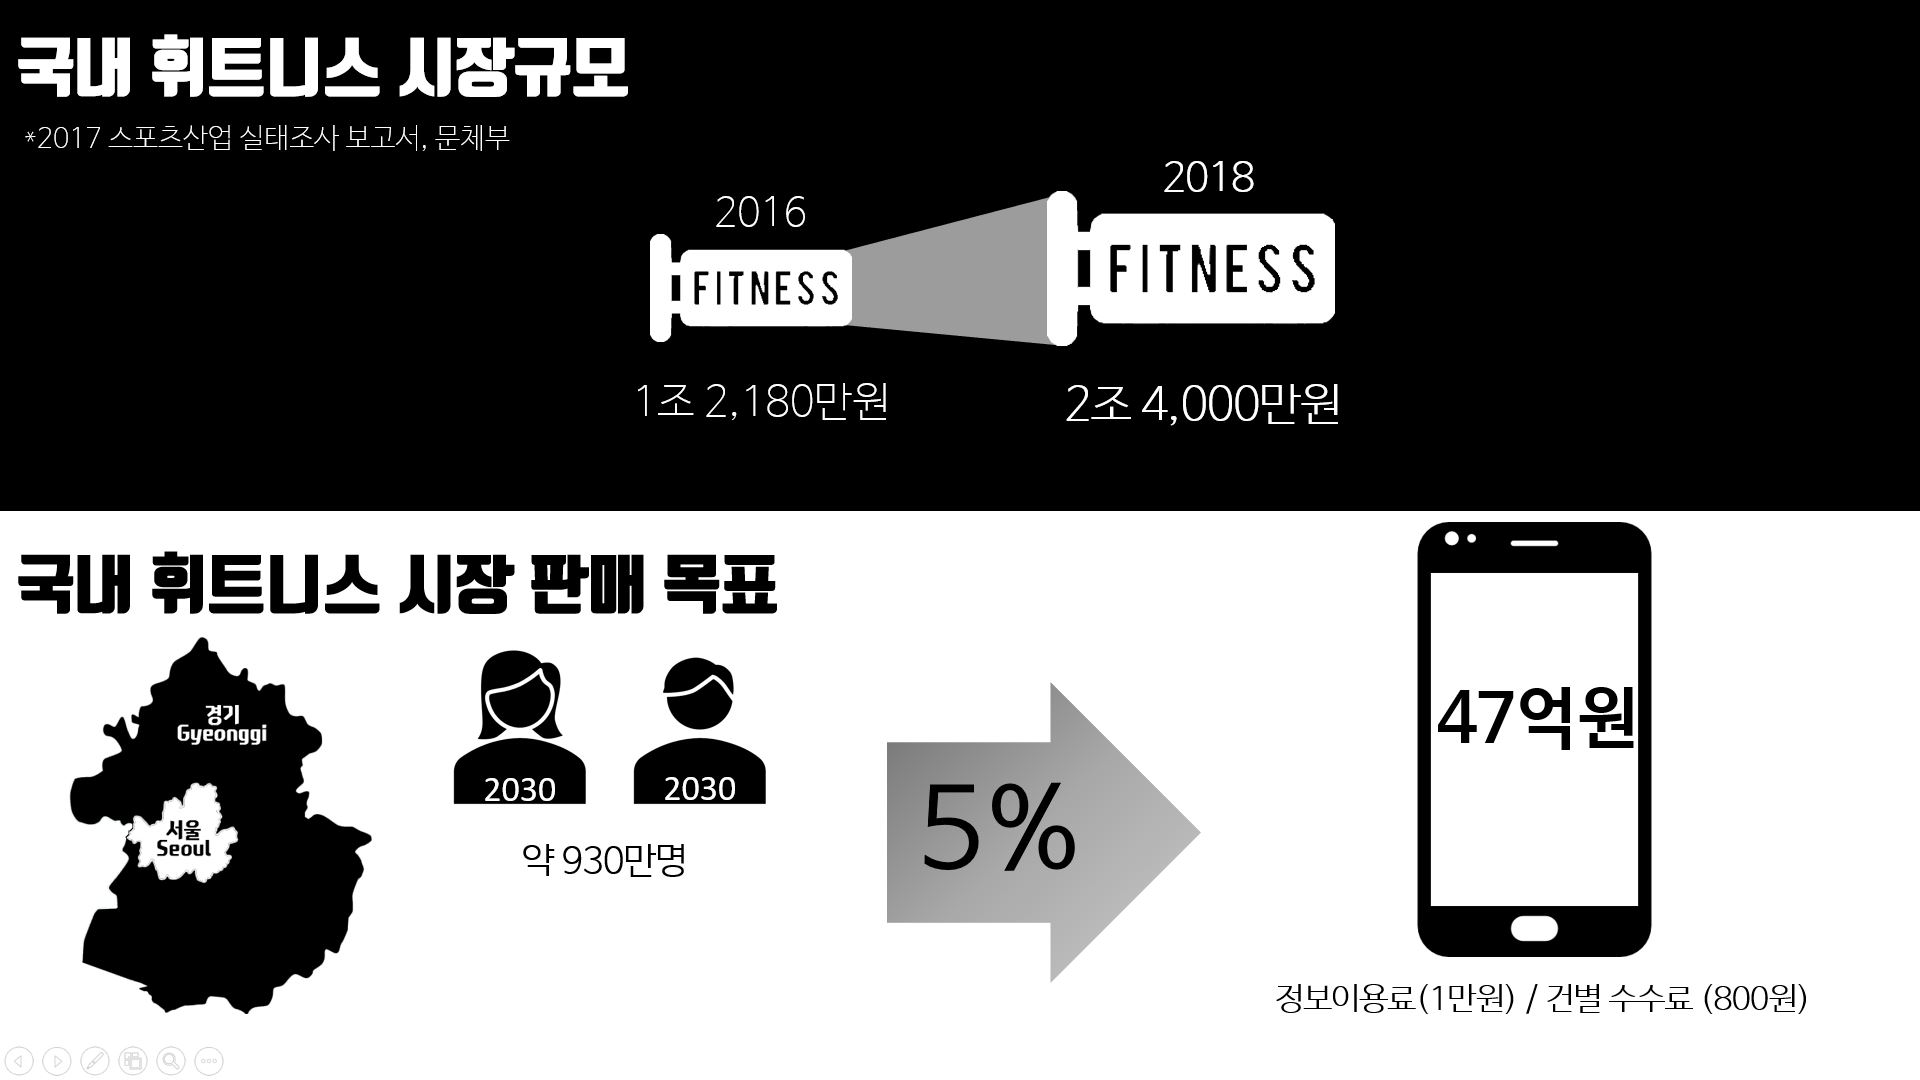 국내 휘트니스 시장규모
*2017 스포츠산업 실태조사 보고서, 문체부
2016
2018
FITNESS
FITNESS
1조 2,180만원
2조 4,000만원
국내 휘트니스 시장 판매 목표
경기
Gyeonggi
서울
Seoul
2030
2030
약 930만명
5%
47억원
정보이용료(1만원) / 건별 수수료 (800원)